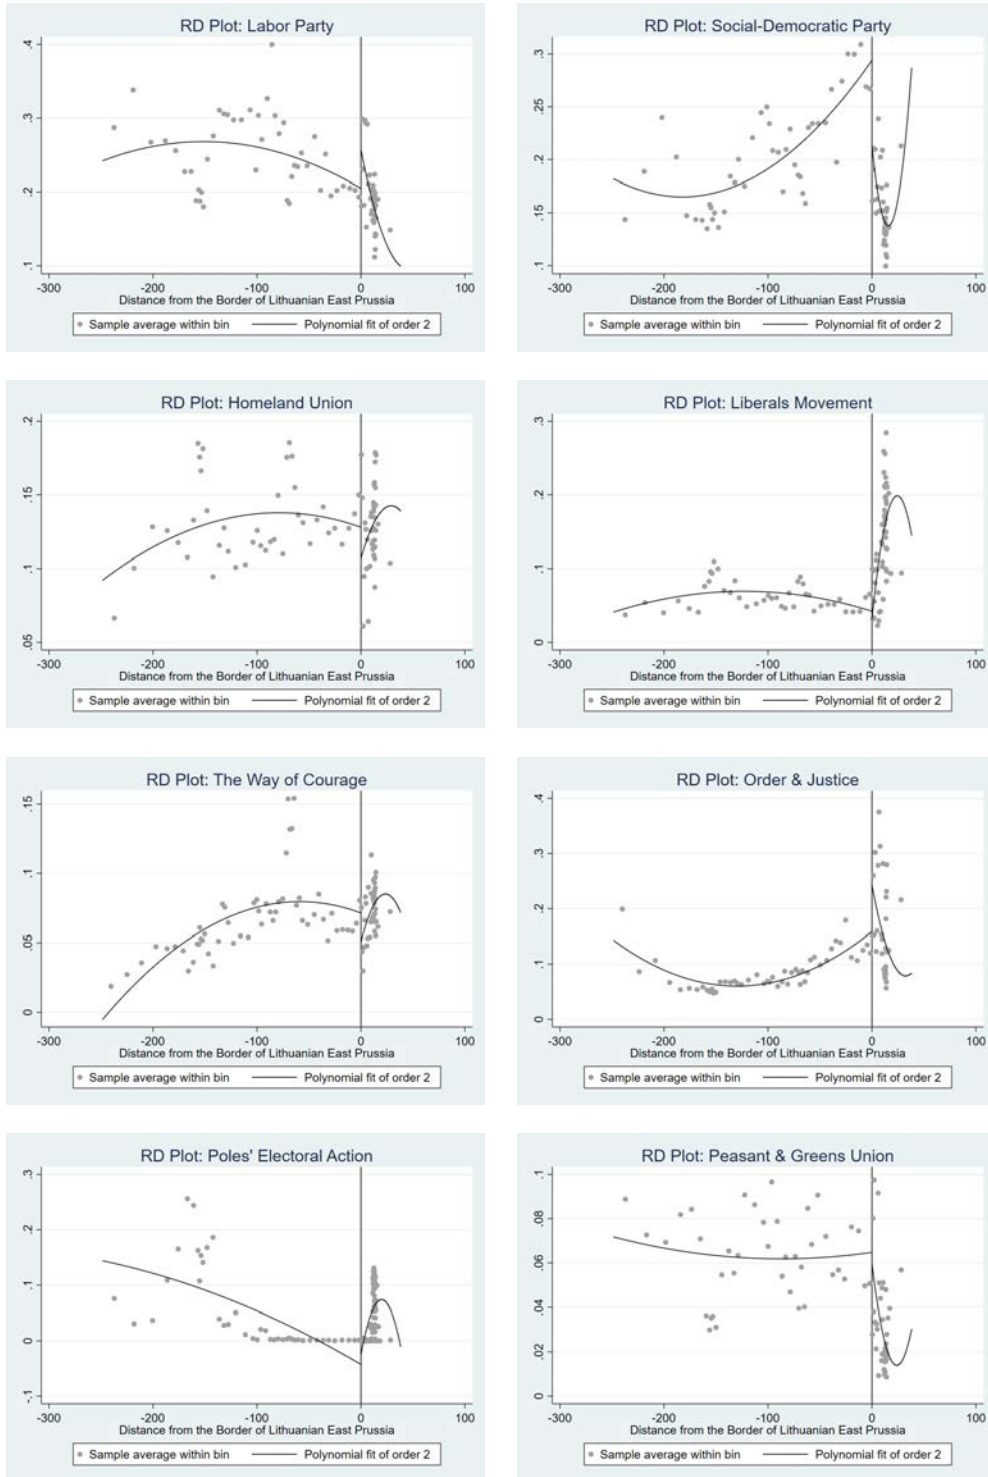 RD Plot: Labor Party
.4
.3
.2
.1
-300 -200 -100 0 100
Distance from the Border of Lithuanian East Prussia
Sample average within bin Polynomial fit of order 2
RD Plot: Social-Democratic Party
.3
.25
.2
.15
.1
-300 -200 -100 0 100
Distance from the Border of Lithuanian East Prussia
Sample average within bin Polynomial fit of order 2
RD Plot: Homeland Union
.2
.15
.1
.05
-300 -200 -100 0 100
Distance from the Border of Lithuanian East Prussia
Sample average within bin Polynomial fit of order 2
RD Plot: Liberals Movement
.3
.2
.1
0
-300 -200 -100 0 100
Distance from the Border of Lithuanian East Prussia
Sample average within bin Polynomial fit of order 2
RD Plot: The Way of Courage
.15
.1
.05
0
-300 -200 -100 0 100
Distance from the Border of Lithuanian East Prussia
Sample average within bin Polynomial fit of order 2
RD Plot: Order & Justice
.4
.3
.2
.1
0
-300 -200 -100 0 100
Distance from the Border of Lithuanian East Prussia
Sample average within bin Polynomial fit of order 2
RD Plot: Poles' Electoral Action
.3
.2
.1
0
-.1
-300 -200 -100 0 100
Distance from the Border of Lithuanian East Prussia
Sample average within bin Polynomial fit of order 2
RD Plot: Peasant & Greens Union
.1
.08
.06
.04
.02
0
-300 -200 -100 0 100
Distance from the Border of Lithuanian East Prussia
Sample average within bin Polynomial fit of order 2